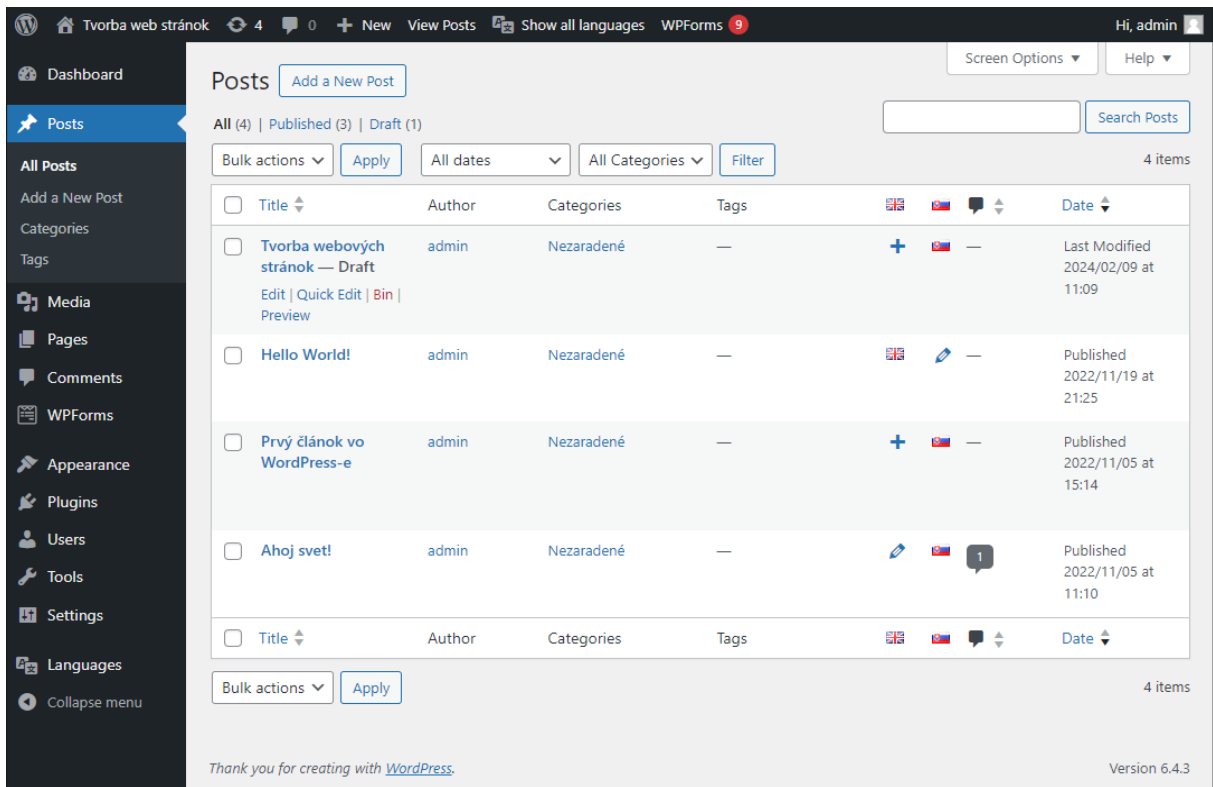 Tvorba web stránok 4 0 New View Posts Show all languages WPForms 9 Hi, admin
Screen Options ▼ Help ▼
Dashboard
Posts
All Posts
Add a New Post
Categories
Tags
Media
Pages
Comments
WPForms
Appearance
Plugins
Users
Tools
Settings
Languages
Collapse menu
Posts Add a New Post
All (4) | Published (3) | Draft (1)
Search Posts
Bulk actions Apply All dates All Categories Filter 4 items
Title Author Categories Tags Date
Tvorba webových admin Nezaradené — — Last Modified
stránok — Draft 2024/02/09 at
Edit | Quick Edit | Bin | 11:09
Preview
Hello World! admin Nezaradené — — Published
2022/11/19 at
21:25
Prvý článok vo admin Nezaradené — — Published
WordPress-e 2022/11/05 at
15:14
Ahoj svet! admin Nezaradené — 1 Published
2022/11/05 at
11:10
Title Author Categories Tags Date
Bulk actions Apply 4 items
Thank you for creating with WordPress. Version 6.4.3